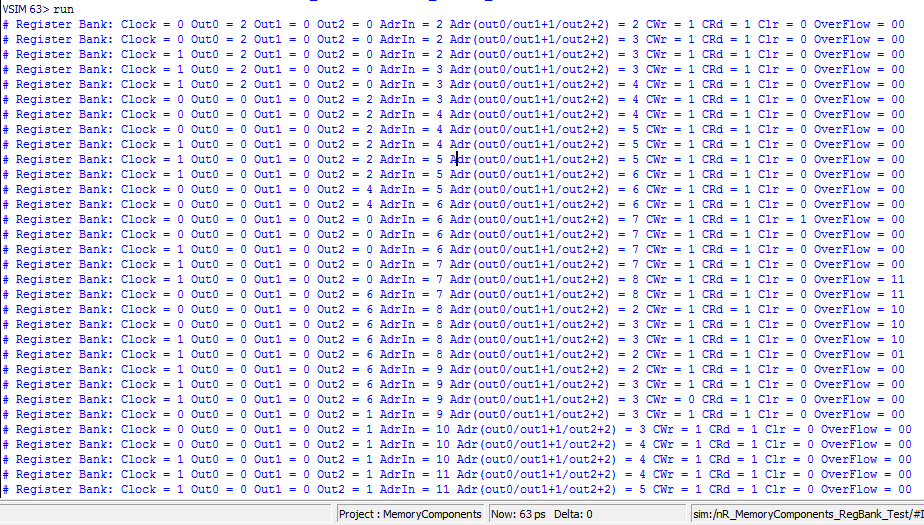 VSIM 63> run
# Register Bank: Clock = 0 Out0 = 2 Out1 = 0 Out2 = 0 AdrIn = 2 Adr(out0/out1+1/out2+2) = 2 CWr = 1 CRd = 1 Clr = 0 OverFlow = 00
# Register Bank: Clock = 0 Out0 = 2 Out1 = 0 Out2 = 0 AdrIn = 2 Adr(out0/out1+1/out2+2) = 3 CWr = 1 CRd = 1 Clr = 0 OverFlow = 00
# Register Bank: Clock = 1 Out0 = 2 Out1 = 0 Out2 = 0 AdrIn = 2 Adr(out0/out1+1/out2+2) = 3 CWr = 1 CRd = 1 Clr = 0 OverFlow = 00
# Register Bank: Clock = 1 Out0 = 2 Out1 = 0 Out2 = 0 AdrIn = 3 Adr(out0/out1+1/out2+2) = 3 CWr = 1 CRd = 1 Clr = 0 OverFlow = 00
# Register Bank: Clock = 1 Out0 = 2 Out1 = 0 Out2 = 0 AdrIn = 3 Adr(out0/out1+1/out2+2) = 4 CWr = 1 CRd = 1 Clr = 0 OverFlow = 00
# Register Bank: Clock = 0 Out0 = 0 Out1 = 0 Out2 = 2 AdrIn = 3 Adr(out0/out1+1/out2+2) = 4 CWr = 1 CRd = 1 Clr = 0 OverFlow = 00
# Register Bank: Clock = 0 Out0 = 0 Out1 = 0 Out2 = 2 AdrIn = 4 Adr(out0/out1+1/out2+2) = 4 CWr = 1 CRd = 1 Clr = 0 OverFlow = 00
# Register Bank: Clock = 0 Out0 = 0 Out1 = 0 Out2 = 2 AdrIn = 4 Adr(out0/out1+1/out2+2) = 5 CWr = 1 CRd = 1 Clr = 0 OverFlow = 00
# Register Bank: Clock = 1 Out0 = 0 Out1 = 0 Out2 = 2 AdrIn = 4 Adr(out0/out1+1/out2+2) = 5 CWr = 1 CRd = 1 Clr = 0 OverFlow = 00
# Register Bank: Clock = 1 Out0 = 0 Out1 = 0 Out2 = 2 AdrIn = 5 Adr(out0/out1+1/out2+2) = 5 CWr = 1 CRd = 1 Clr = 0 OverFlow = 00
# Register Bank: Clock = 1 Out0 = 0 Out1 = 0 Out2 = 2 AdrIn = 5 Adr(out0/out1+1/out2+2) = 6 CWr = 1 CRd = 1 Clr = 0 OverFlow = 00
# Register Bank: Clock = 0 Out0 = 0 Out1 = 0 Out2 = 4 AdrIn = 5 Adr(out0/out1+1/out2+2) = 6 CWr = 1 CRd = 1 Clr = 0 OverFlow = 00
# Register Bank: Clock = 0 Out0 = 0 Out1 = 0 Out2 = 4 AdrIn = 6 Adr(out0/out1+1/out2+2) = 6 CWr = 1 CRd = 1 Clr = 0 OverFlow = 00
# Register Bank: Clock = 0 Out0 = 0 Out1 = 0 Out2 = 0 AdrIn = 6 Adr(out0/out1+1/out2+2) = 7 CWr = 1 CRd = 1 Clr = 1 OverFlow = 00
# Register Bank: Clock = 0 Out0 = 0 Out1 = 0 Out2 = 0 AdrIn = 6 Adr(out0/out1+1/out2+2) = 7 CWr = 1 CRd = 1 Clr = 0 OverFlow = 00
# Register Bank: Clock = 1 Out0 = 0 Out1 = 0 Out2 = 0 AdrIn = 6 Adr(out0/out1+1/out2+2) = 7 CWr = 1 CRd = 1 Clr = 0 OverFlow = 00
# Register Bank: Clock = 1 Out0 = 0 Out1 = 0 Out2 = 0 AdrIn = 7 Adr(out0/out1+1/out2+2) = 7 CWr = 1 CRd = 1 Clr = 0 OverFlow = 00
# Register Bank: Clock = 1 Out0 = 0 Out1 = 0 Out2 = 0 AdrIn = 7 Adr(out0/out1+1/out2+2) = 8 CWr = 1 CRd = 1 Clr = 0 OverFlow = 11
# Register Bank: Clock = 0 Out0 = 0 Out1 = 0 Out2 = 6 AdrIn = 7 Adr(out0/out1+1/out2+2) = 8 CWr = 1 CRd = 1 Clr = 0 OverFlow = 11
# Register Bank: Clock = 0 Out0 = 0 Out1 = 0 Out2 = 6 AdrIn = 8 Adr(out0/out1+1/out2+2) = 2 CWr = 1 CRd = 1 Clr = 0 OverFlow = 10
# Register Bank: Clock = 0 Out0 = 0 Out1 = 0 Out2 = 6 AdrIn = 8 Adr(out0/out1+1/out2+2) = 3 CWr = 1 CRd = 1 Clr = 0 OverFlow = 10
# Register Bank: Clock = 1 Out0 = 0 Out1 = 0 Out2 = 6 AdrIn = 8 Adr(out0/out1+1/out2+2) = 3 CWr = 1 CRd = 1 Clr = 0 OverFlow = 10
# Register Bank: Clock = 1 Out0 = 0 Out1 = 0 Out2 = 6 AdrIn = 8 Adr(out0/out1+1/out2+2) = 2 CWr = 1 CRd = 1 Clr = 0 OverFlow = 01
# Register Bank: Clock = 1 Out0 = 0 Out1 = 0 Out2 = 6 AdrIn = 9 Adr(out0/out1+1/out2+2) = 2 CWr = 1 CRd = 1 Clr = 0 OverFlow = 00
# Register Bank: Clock = 1 Out0 = 0 Out1 = 0 Out2 = 6 AdrIn = 9 Adr(out0/out1+1/out2+2) = 3 CWr = 1 CRd = 1 Clr = 0 OverFlow = 00
# Register Bank: Clock = 1 Out0 = 0 Out1 = 0 Out2 = 6 AdrIn = 9 Adr(out0/out1+1/out2+2) = 3 CWr = 0 CRd = 1 Clr = 0 OverFlow = 00
# Register Bank: Clock = 0 Out0 = 0 Out1 = 0 Out2 = 1 AdrIn = 9 Adr(out0/out1+1/out2+2) = 3 CWr = 1 CRd = 1 Clr = 0 OverFlow = 00
# Register Bank: Clock = 0 Out0 = 0 Out1 = 0 Out2 = 1 AdrIn = 10 Adr(out0/out1+1/out2+2) = 3 CWr = 1 CRd = 1 Clr = 0 OverFlow = 00
# Register Bank: Clock = 0 Out0 = 0 Out1 = 0 Out2 = 1 AdrIn = 10 Adr(out0/out1+1/out2+2) = 4 CWr = 1 CRd = 1 Clr = 0 OverFlow = 00
# Register Bank: Clock = 1 Out0 = 0 Out1 = 0 Out2 = 1 AdrIn = 10 Adr(out0/out1+1/out2+2) = 4 CWr = 1 CRd = 1 Clr = 0 OverFlow = 00
# Register Bank: Clock = 1 Out0 = 0 Out1 = 0 Out2 = 1 AdrIn = 11 Adr(out0/out1+1/out2+2) = 4 CWr = 1 CRd = 1 Clr = 0 OverFlow = 00
# Register Bank: Clock = 1 Out0 = 0 Out1 = 0 Out2 = 1 AdrIn = 11 Adr(out0/out1+1/out2+2) = 5 CWr = 1 CRd = 1 Clr = 0 OverFlow = 00
Project : MemoryComponents Now: 63 ps Delta: 0 sim:/nR_MemoryComponents_RegBank_Test/#I